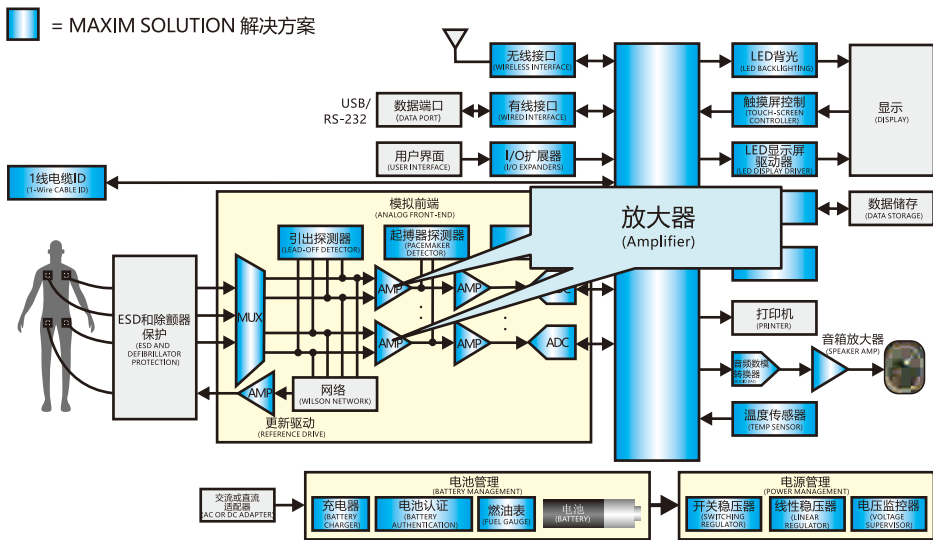 = MAXIM SOLUTION 解决方案
无线接口
(WIRELESS INTERFACE)
LED背光
(LED BACKLIGHTING)
USB/
RS-232
数据端口
(DATA PORT)
有线接口
(WIRED INTERFACE)
触摸屏控制
(TOUCH-SCREEN
CONTROLLER)
显示
(DISPLAY)
用户界面
(USER INTERFACE)
I/O扩展器
(I/O EXPANDERS)
LED显示屏
驱动器
(LED DISPLAY DRIVER)
1线电缆ID
(1-Wire CABLE ID)
模拟前端
(ANALOG FRONT-END)
放大器
(Amplifier)
数据储存
(DATA STORAGE)
引出探测器
(LEAD-OFF DETECTOR)
起搏器探测器
(PACEMAKER
DETECTOR)
ESD和除颤器
保护
(ESD AND
DEFIBRILLATOR
PROTECTION)
MUX
AMP
AMP
AMP
AMP
ADC
打印机
(PRINTER)
音箱放大器
(SPEAKER AMP)
音频数模
转换器
网络
(WILSON NETWORK)
AMP
更新驱动
(REFERENCE DRIVE)
温度传感器
(TEMP SENSOR)
电池管理
(BATTERY MANAGEMENT)
电源管理
(POWER MANAGEMENT)
交流或直流
适配器
(AC OR DC ADAPTER)
充电器
(BATTERY
CHARGER)
电池认证
(BATTERY
AUTHENTICATION)
燃油表
(FUEL GAUGE)
电池
(BATTERY)
开关稳压器
(SWITCHING
REGULATOR)
线性稳压器
(LINEAR
REGULATOR)
电压监控器
(VOLTAGE
SUPERVISOR)